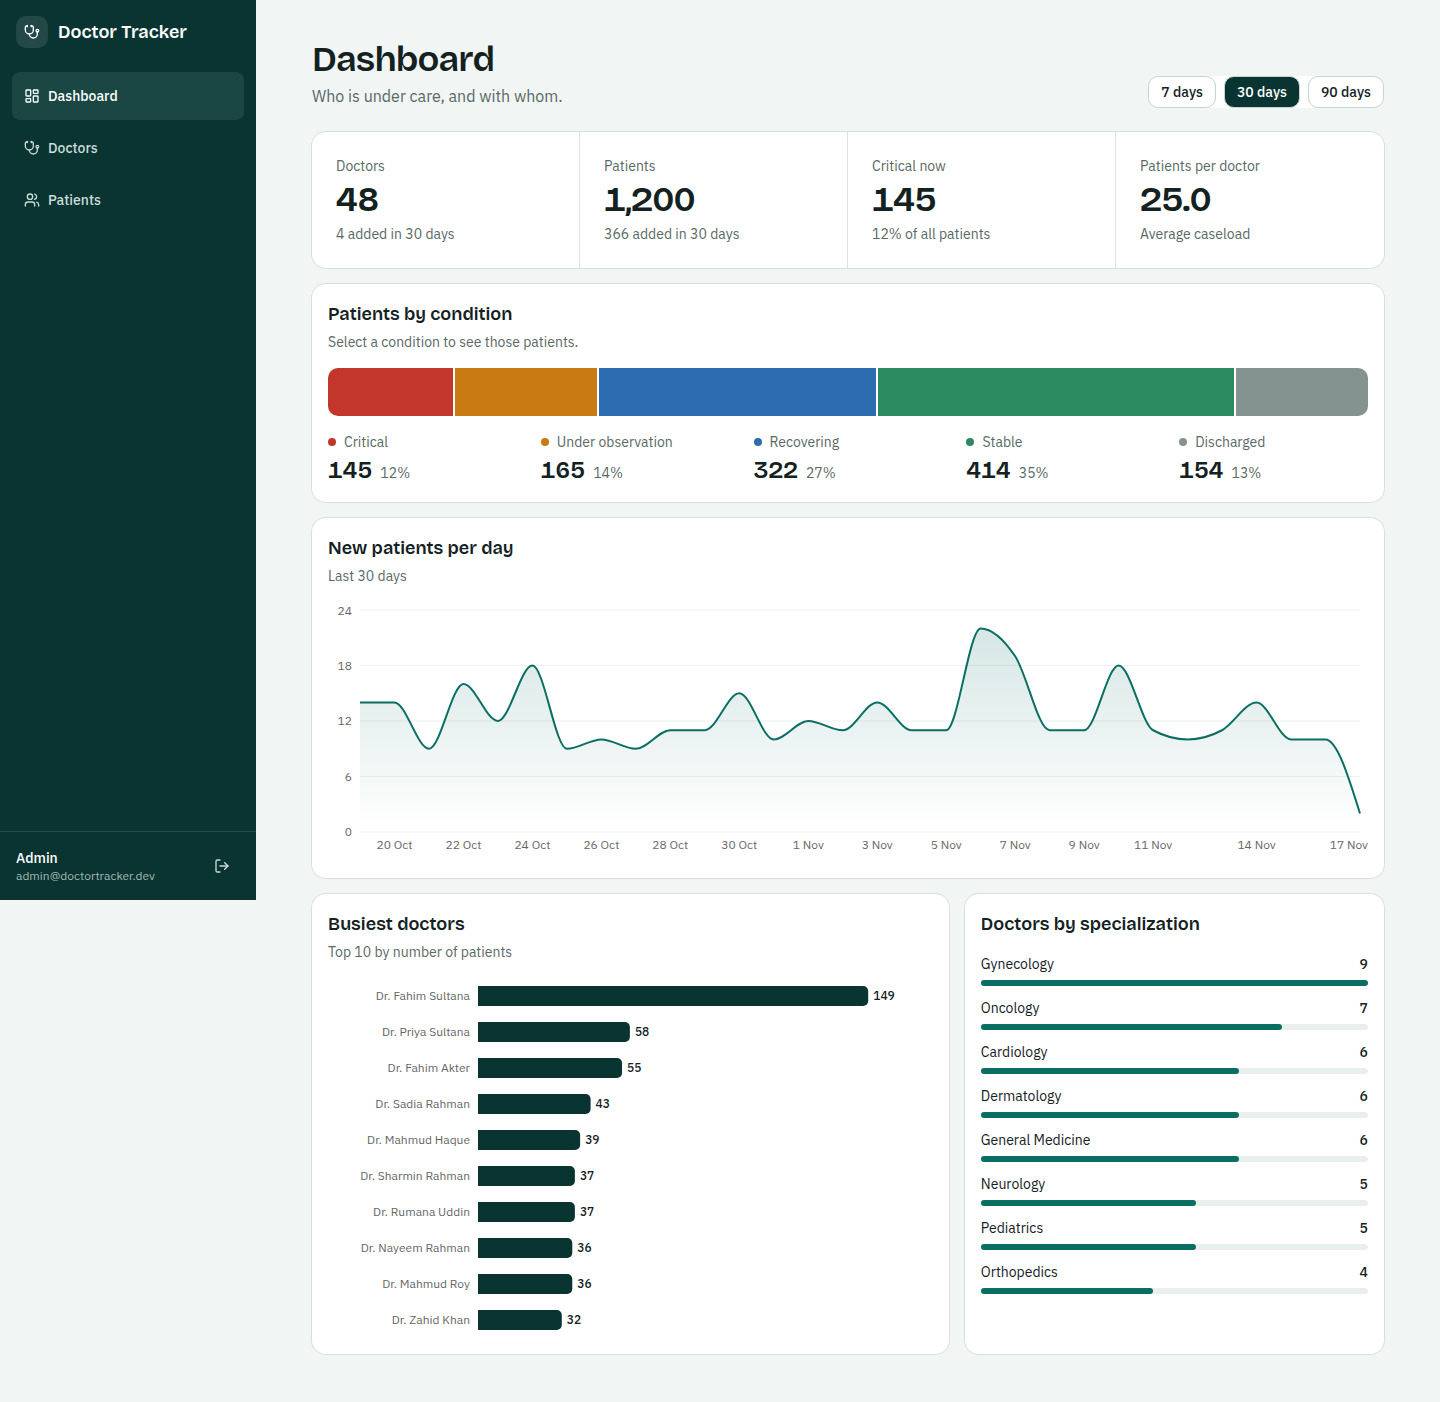 Doctor Tracker
Dashboard
Doctors
Patients
Admin
admin@doctortracker.dev
Dashboard
Who is under care, and with whom.
7 days
30 days
90 days
Doctors
48
4 added in 30 days
Patients
1,200
366 added in 30 days
Critical now
145
12% of all patients
Patients per doctor
25.0
Average caseload
Patients by condition
Select a condition to see those patients.
Critical
145 12%
Under observation
165 14%
Recovering
322 27%
Stable
414 35%
Discharged
154 13%
New patients per day
Last 30 days
24
18
12
6
0
20 Oct 22 Oct 24 Oct 26 Oct 28 Oct 30 Oct 1 Nov 3 Nov 5 Nov 7 Nov 9 Nov 11 Nov 14 Nov 17 Nov
Busiest doctors
Top 10 by number of patients
Dr. Fahim Sultana 149
Dr. Priya Sultana 58
Dr. Fahim Akter 55
Dr. Sadia Rahman 43
Dr. Mahmud Haque 39
Dr. Sharmin Rahman 37
Dr. Rumana Uddin 37
Dr. Nayeem Rahman 36
Dr. Mahmud Roy 36
Dr. Zahid Khan 32
Doctors by specialization
Gynecology 9
Oncology 7
Cardiology 6
Dermatology 6
General Medicine 6
Neurology 5
Pediatrics 5
Orthopedics 4